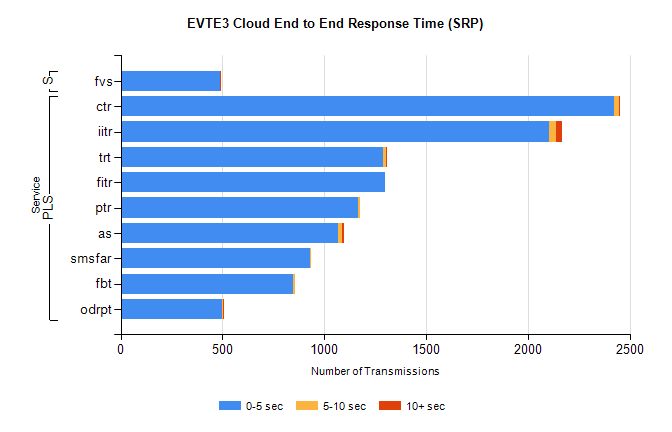 EVTE3 Cloud End to End Response Time (SRP)
Service
S
PLS
fvs
ctr
iitr
trt
fitr
ptr
as
smsfar
fbt
odrpt
0 500 1000 1500 2000 2500
Number of Transmissions
0-5 sec 5-10 sec 10+ sec